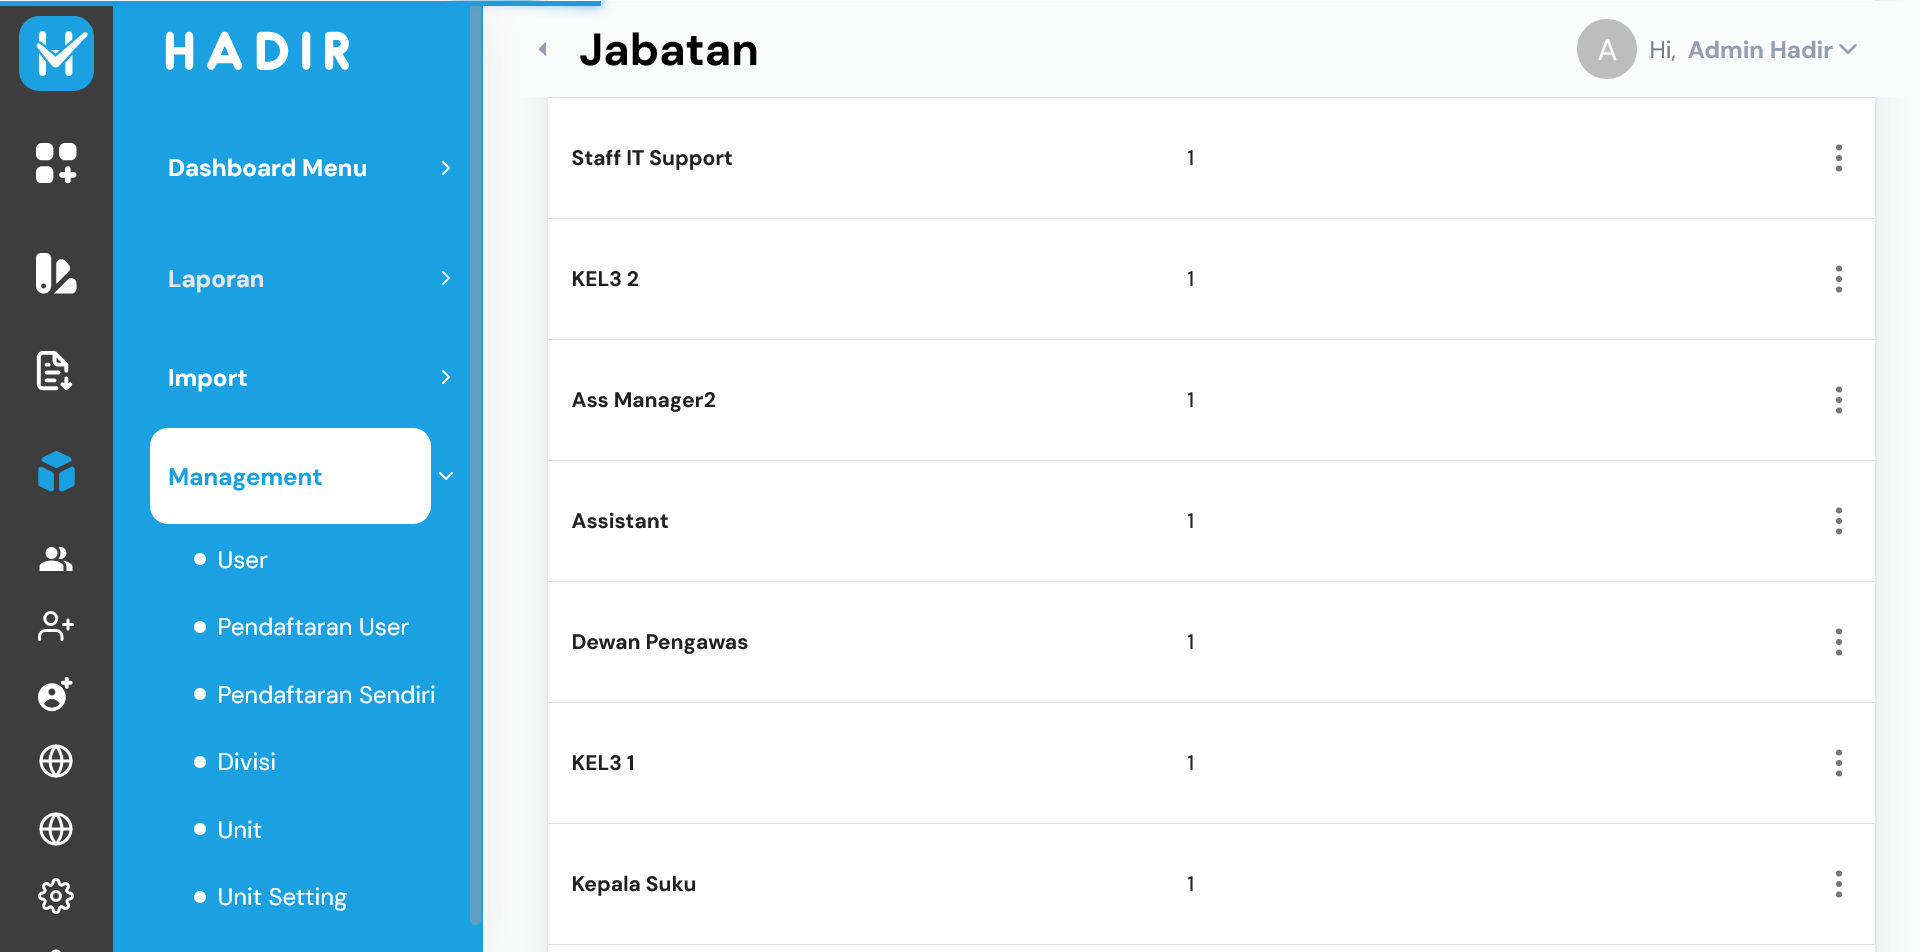 HADIR
Dashboard Menu
Laporan
Import
Management
User
Pendaftaran User
Pendaftaran Sendiri
Divisi
Unit
Unit Setting
Jabatan
A
Hi, Admin Hadir
Staff IT Support 1
KEL3 2 1
Ass Manager2 1
Assistant 1
Dewan Pengawas 1
KEL3 1 1
Kepala Suku 1